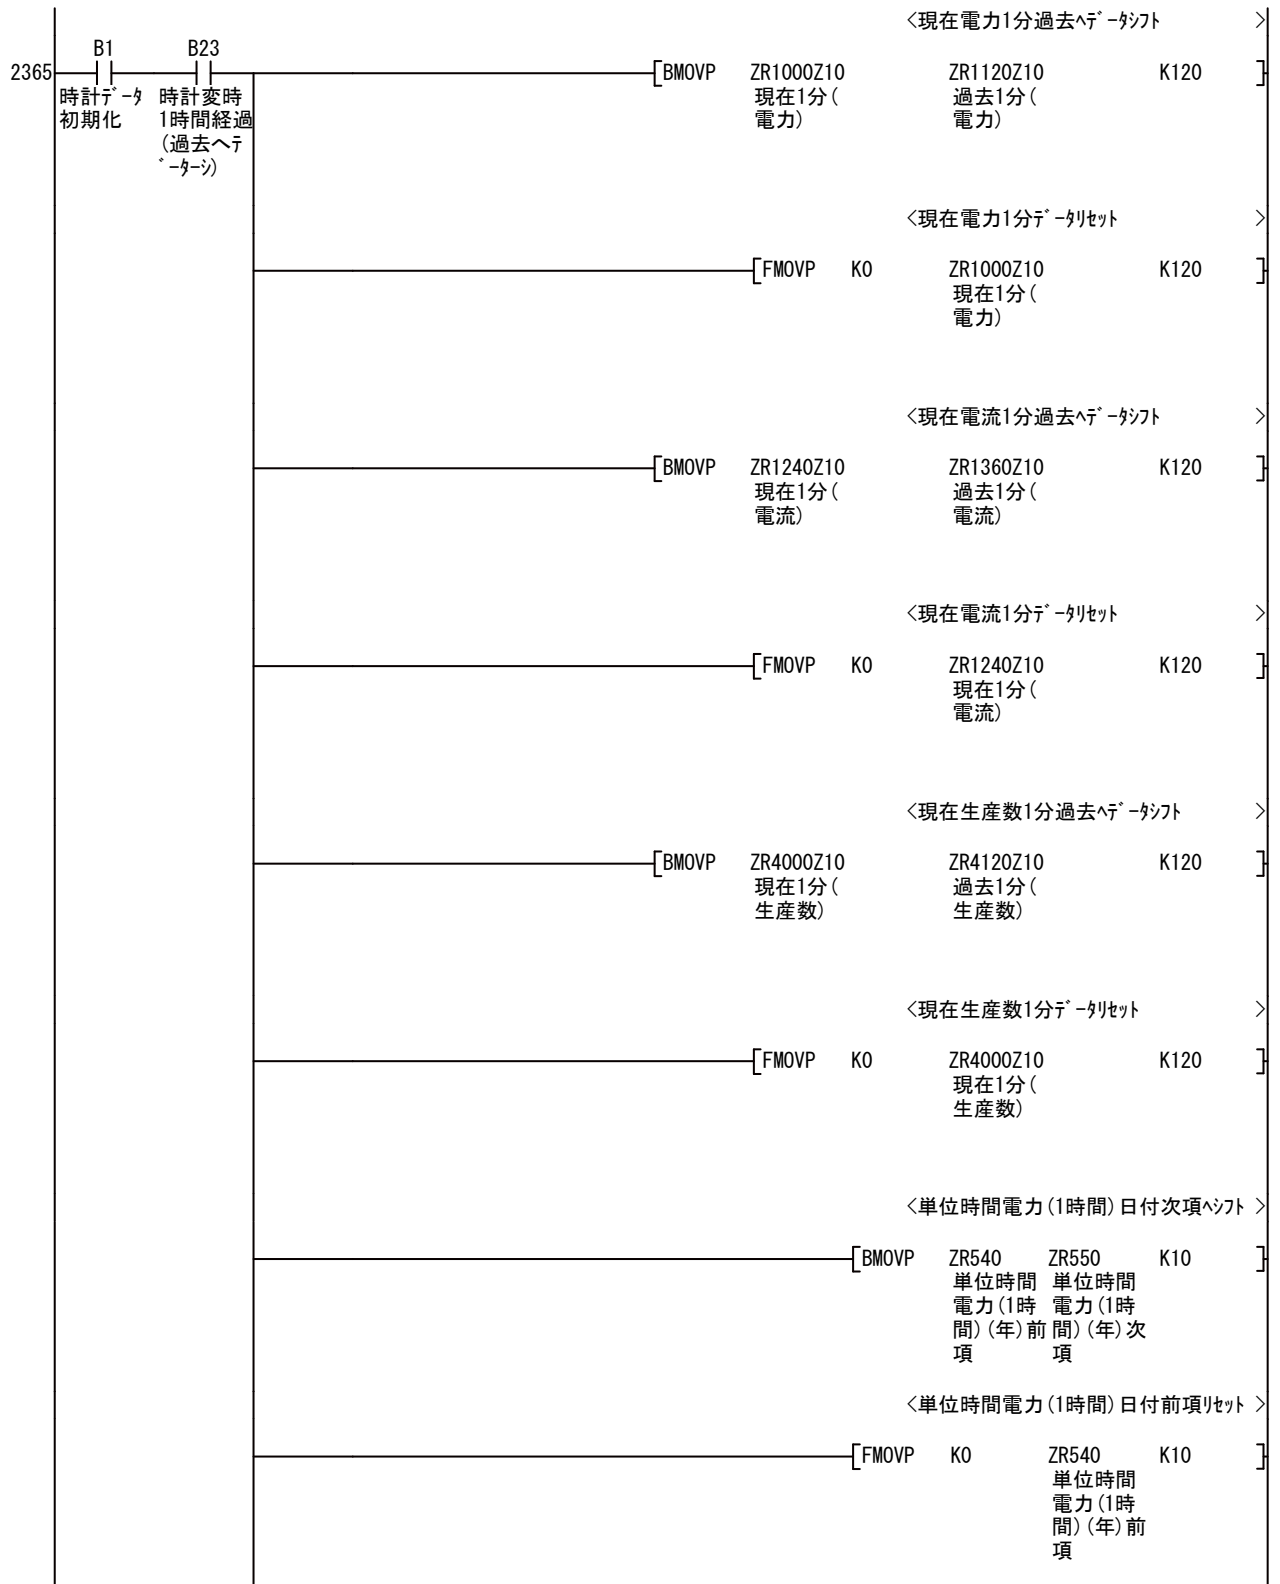 <現在電力1分過去ﾍﾃﾞｰﾀｼﾌﾄ >
B1 B23
2365 [BMOVP ZR1000Z10 ZR1120Z10 K120 ]
時計ﾃﾞｰﾀ 時計変時 現在1分( 過去1分(
初期化 1時間経過 電力) 電力)
(過去へﾃ
ﾞｰﾀｰｼ)
<現在電力1分ﾃﾞｰﾀﾘｾｯﾄ >
[FMOVP K0 ZR1000Z10 K120 ]
現在1分(
電力)
<現在電流1分過去ﾍﾃﾞｰﾀｼﾌﾄ >
[BMOVP ZR1240Z10 ZR1360Z10 K120 ]
現在1分( 過去1分(
電流) 電流)
<現在電流1分ﾃﾞｰﾀﾘｾｯﾄ >
[FMOVP K0 ZR1240Z10 K120 ]
現在1分(
電流)
<現在生産数1分過去ﾍﾃﾞｰﾀｼﾌﾄ >
[BMOVP ZR4000Z10 ZR4120Z10 K120 ]
現在1分( 過去1分(
生産数) 生産数)
<現在生産数1分ﾃﾞｰﾀﾘｾｯﾄ >
[FMOVP K0 ZR4000Z10 K120 ]
現在1分(
生産数)
<単位時間電力(1時間)日付次項ﾍｼﾌﾄ >
[BMOVP ZR540 ZR550 K10 ]
単位時間 単位時間
電力(1時 電力(1時
間)(年)前 間)(年)次
項 項
<単位時間電力(1時間)日付前項ﾘｾｯﾄ >
[FMOVP K0 ZR540 K10 ]
単位時間
電力(1時
間)(年)前
項